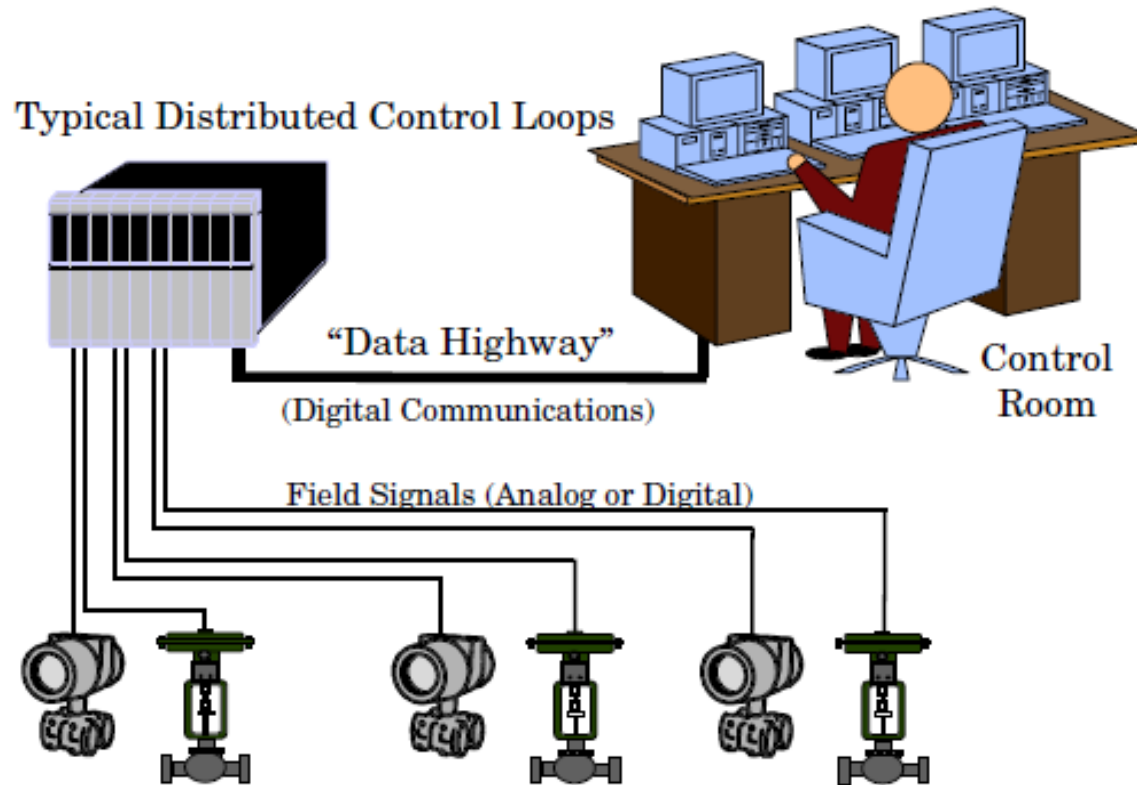 Typical Distributed Control Loops
“Data Highway”
(Digital Communications)
Control
Room
Field Signals (Analog or Digital)